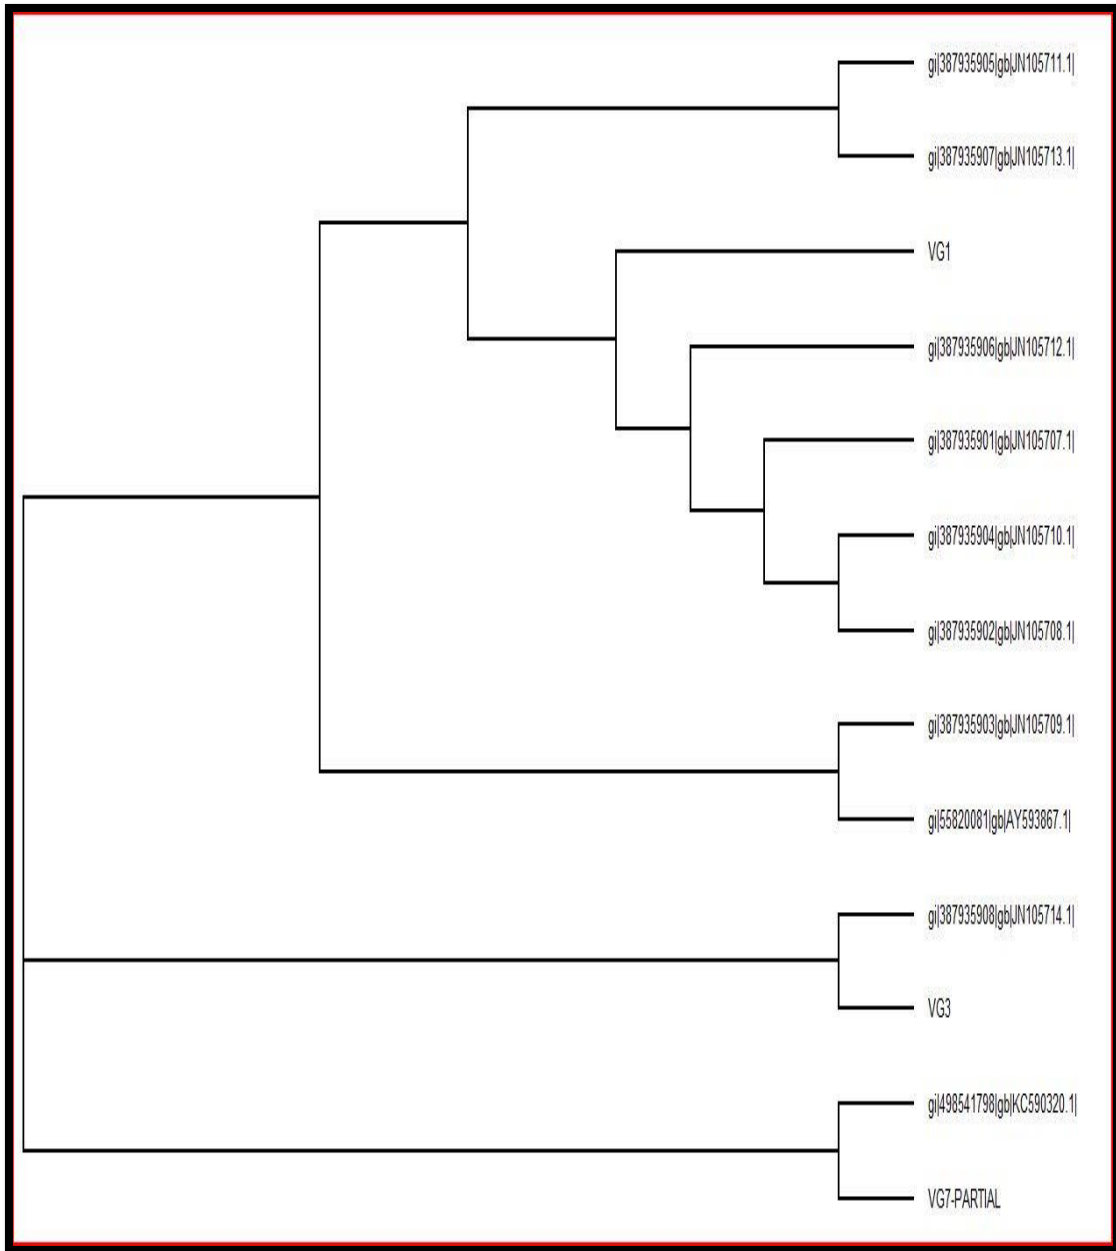 gi|387935905|gb|JN105711.1|
gi|387935907|gb|JN105713.1|
VG1
gi|387935906|gb|JN105712.1|
gi|387935901|gb|JN105707.1|
gi|387935904|gb|JN105710.1|
gi|387935902|gb|JN105708.1|
gi|387935903|gb|JN105709.1|
gi|55820081|gb|AY593867.1|
gi|387935908|gb|JN105714.1|
VG3
gi|498541798|gb|KC590320.1|
VG7-PARTIAL